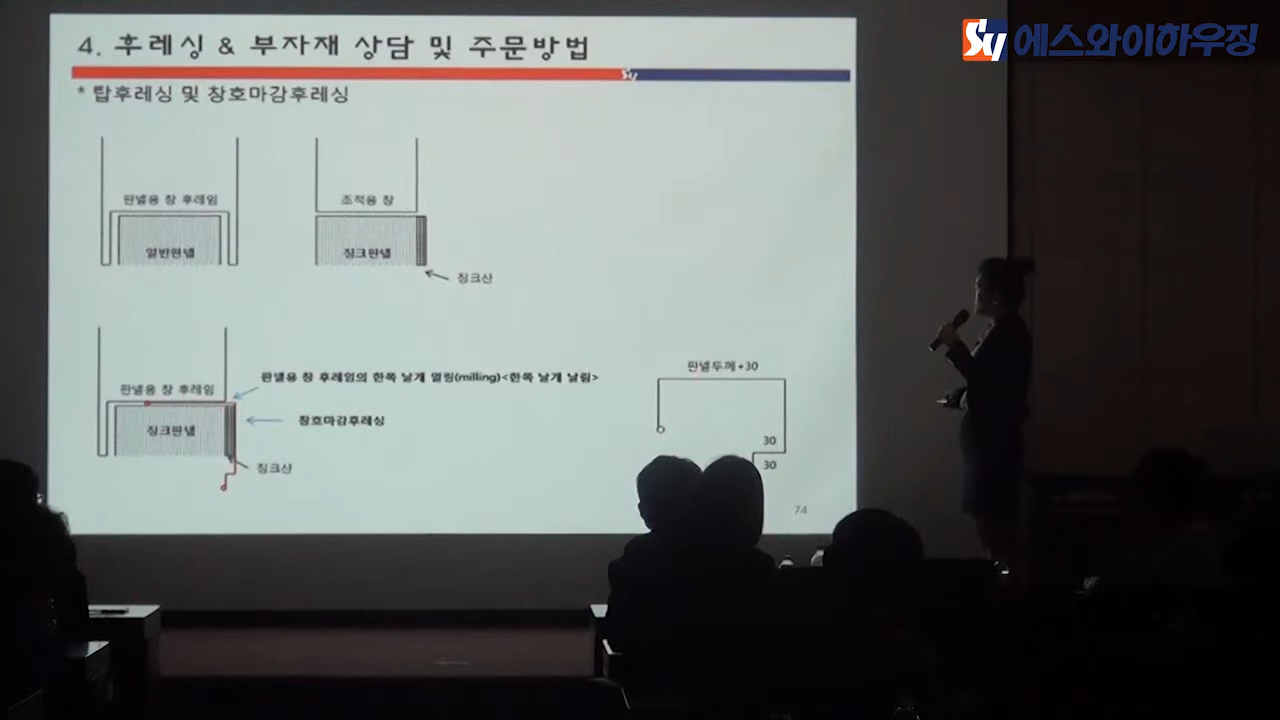 sy 에스와이하우징
4. 후레싱 & 부자재 상담 및 주문방법
sy
* 탑후레싱 및 창호마감후레싱
판넬용 창 후레임
조적용 창
일반판넬
징크판넬
징크산
판넬두께+30
판넬용 창 후레임의 한쪽 날개 열림(milling)<한쪽 날개 날림>
판넬용 창 후레임
창호마감후레싱
징크판넬
30
30
징크산
74